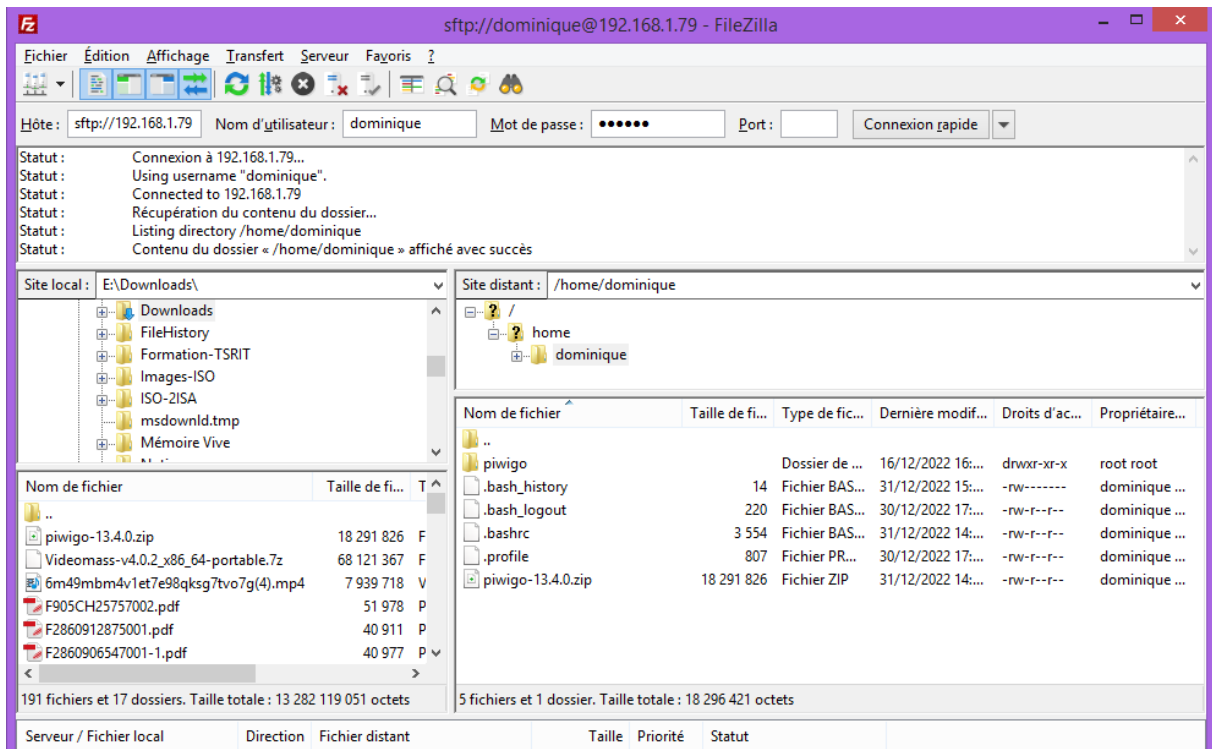 sftp://dominique@192.168.1.79 - FileZilla
Fichier Édition Affichage Transfert Serveur Favoris ?
Hôte : sftp://192.168.1.79 Nom d'utilisateur : dominique Mot de passe : •••••• Port : Connexion rapide
Statut : Connexion à 192.168.1.79...
Statut : Using username "dominique".
Statut : Connected to 192.168.1.79
Statut : Récupération du contenu du dossier...
Statut : Listing directory /home/dominique
Statut : Contenu du dossier « /home/dominique » affiché avec succès
Site local : E:\Downloads\
Downloads
FileHistory
Formation-TSRIT
Images-ISO
ISO-2ISA
msdownld.tmp
Mémoire Vive
Nom de fichier Taille de fi... T
..
piwigo-13.4.0.zip 18 291 826 F
Videomass-v4.0.2_x86_64-portable.7z 68 121 367 F
6m49mbm4v1et7e98qksg7tvo7g(4).mp4 7 939 718 V
F905CH25757002.pdf 51 978 P
F2860912875001.pdf 40 911 P
F2860906547001-1.pdf 40 977 P
191 fichiers et 17 dossiers. Taille totale : 13 282 119 051 octets
Site distant : /home/dominique
/
home
dominique
Nom de fichier Taille de fi... Type de fic... Dernière modif... Droits d'ac... Propriétaire...
..
piwigo Dossier de ... 16/12/2022 16:... drwxr-xr-x root root
.bash_history 14 Fichier BAS... 31/12/2022 15:... -rw------- dominique ...
.bash_logout 220 Fichier BAS... 30/12/2022 17:... -rw-r--r-- dominique ...
.bashrc 3 554 Fichier BAS... 31/12/2022 14:... -rw-r--r-- dominique ...
.profile 807 Fichier PR... 30/12/2022 17:... -rw-r--r-- dominique ...
piwigo-13.4.0.zip 18 291 826 Fichier ZIP 31/12/2022 14:... -rw-r--r-- dominique ...
5 fichiers et 1 dossier. Taille totale : 18 296 421 octets
Serveur / Fichier local Direction Fichier distant Taille Priorité Statut